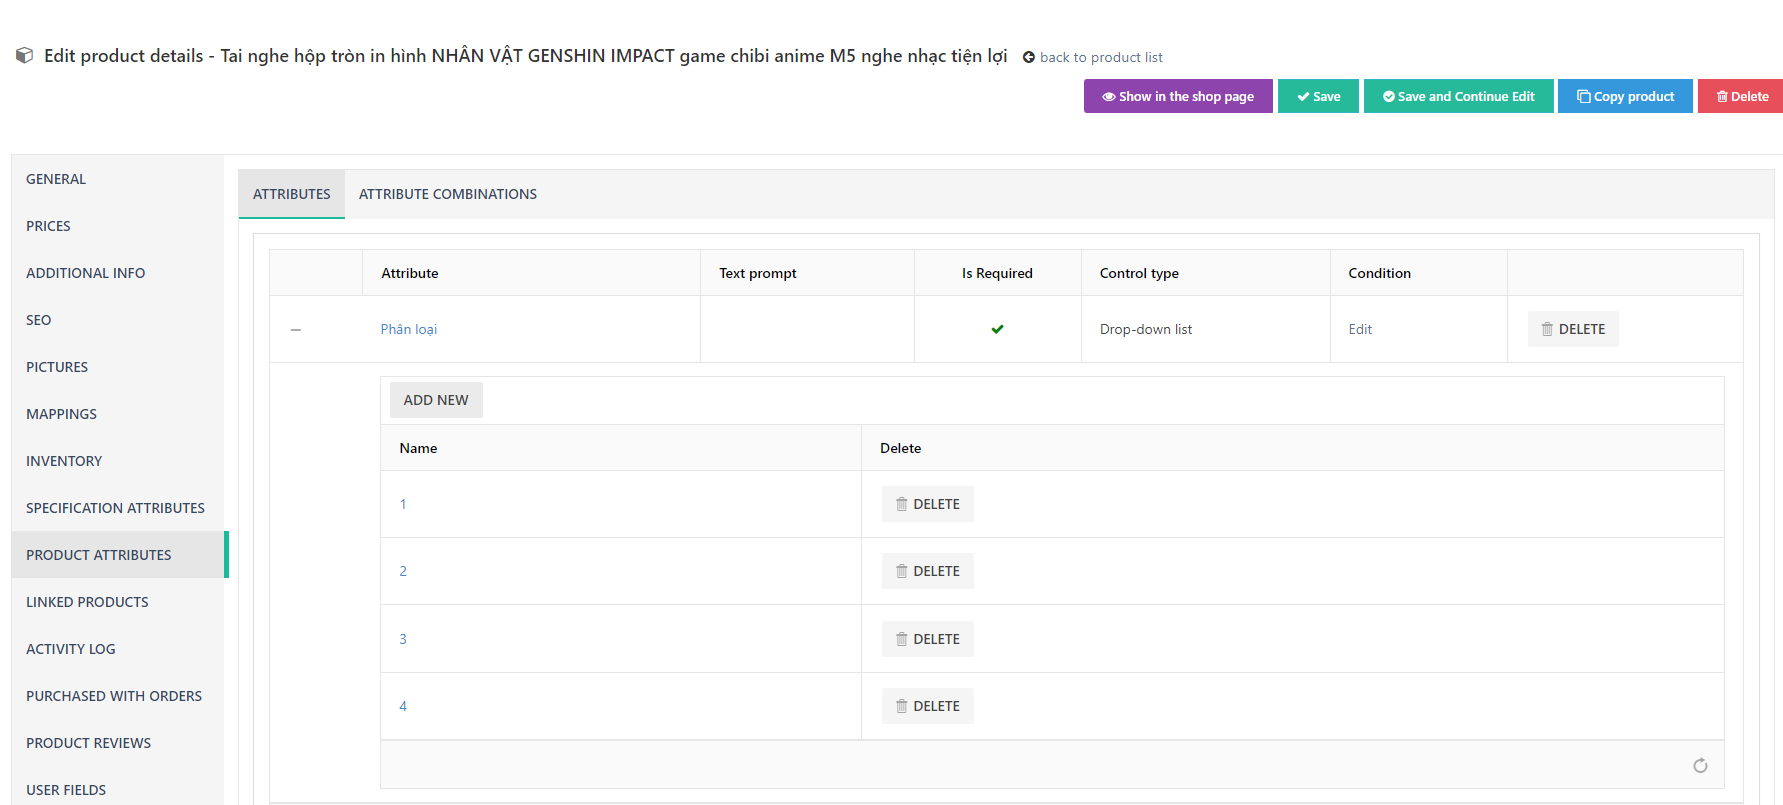 Edit product details - Tai nghe hộp tròn in hình NHÂN VẬT GENSHIN IMPACT game chibi anime M5 nghe nhạc tiện lợi back to product list
Show in the shop page Save Save and Continue Edit Copy product Delete
GENERAL
PRICES
ADDITIONAL INFO
SEO
PICTURES
MAPPINGS
INVENTORY
SPECIFICATION ATTRIBUTES
PRODUCT ATTRIBUTES
LINKED PRODUCTS
ACTIVITY LOG
PURCHASED WITH ORDERS
PRODUCT REVIEWS
USER FIELDS
ATTRIBUTES ATTRIBUTE COMBINATIONS
Attribute Text prompt Is Required Control type Condition
Phân loại Drop-down list Edit DELETE
ADD NEW
Name Delete
1 DELETE
2 DELETE
3 DELETE
4 DELETE